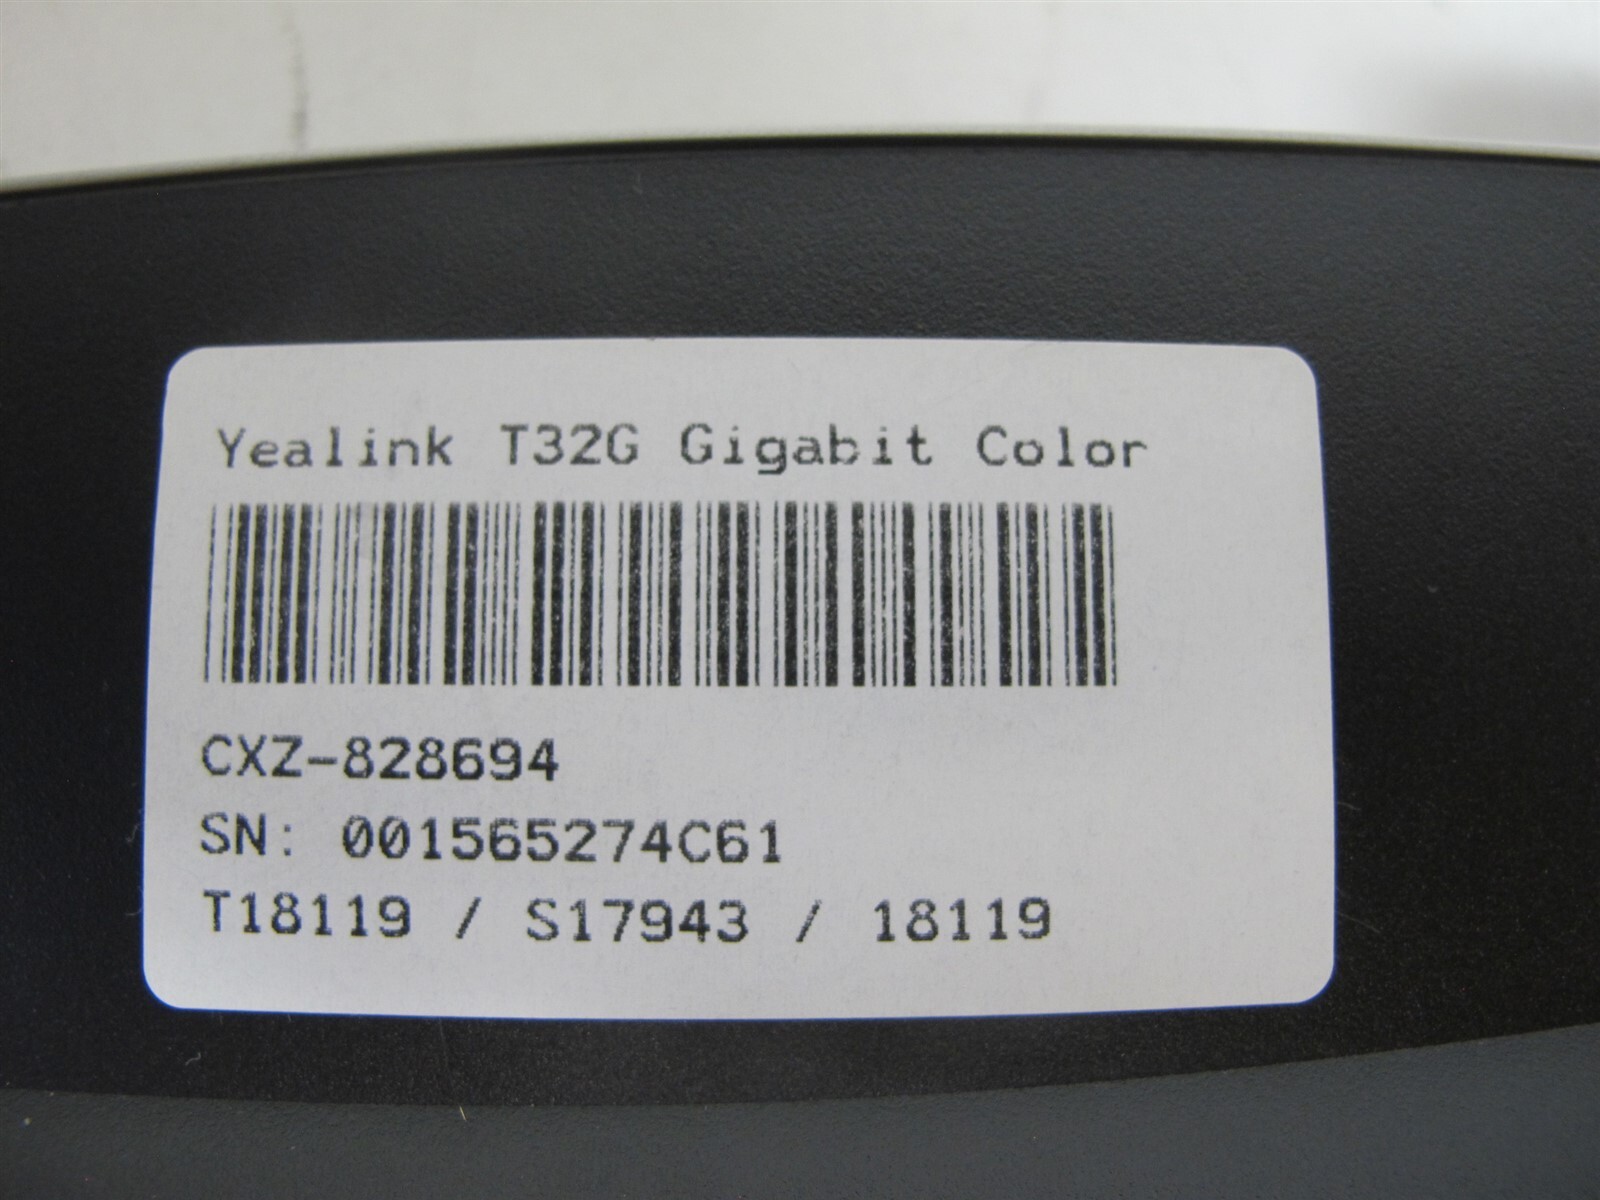 Yealink T32G Gigabit Color
CXZ-828694
SN: 001565274C61
T18119 / S17943 / 18119